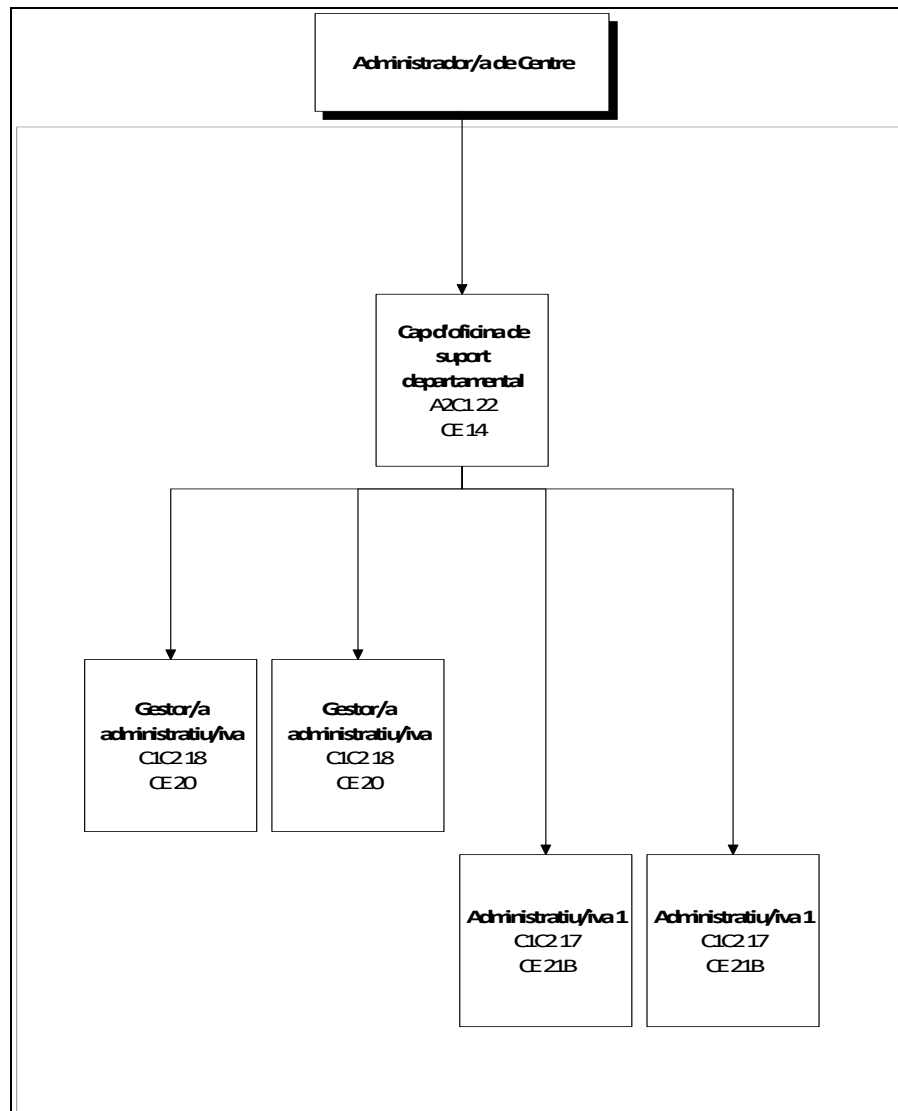 Administrador/a de Centre
Cap d'oficina de
suport
departamental
A2C1 22
CE 14
Gestor/a
administratiu/iva
C1C2 18
CE 20
Gestor/a
administratiu/iva
C1C2 18
CE 20
Administratiu/iva 1
C1C2 17
CE 21B
Administratiu/iva 1
C1C2 17
CE 21B